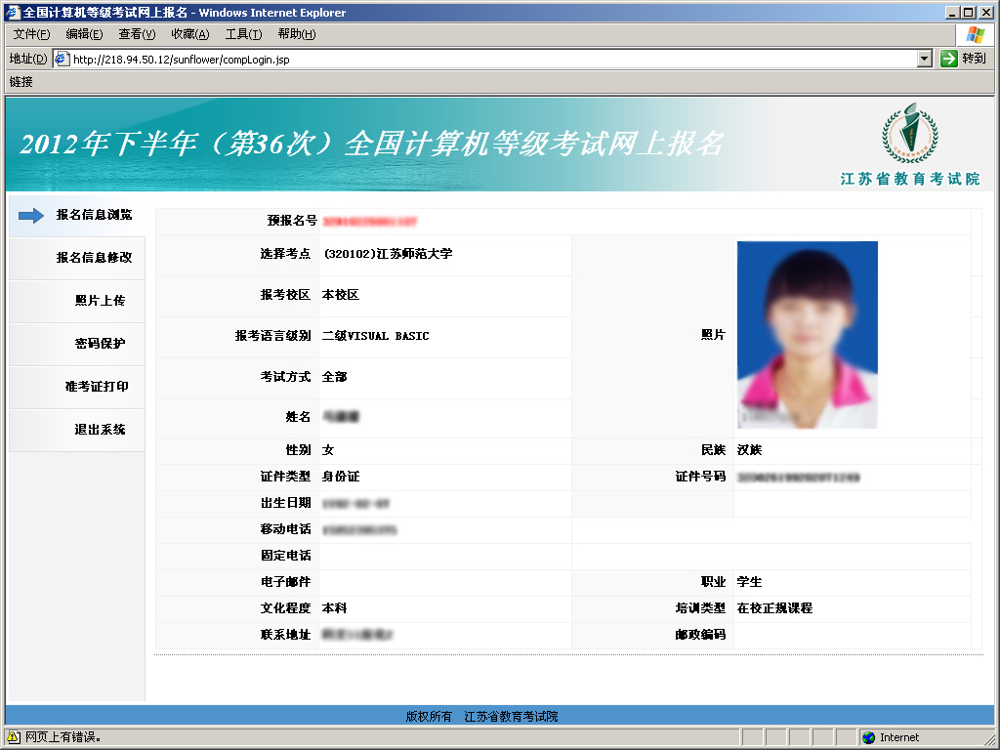 全国计算机等级考试网上报名 - Windows Internet Explorer
文件(F) 编辑(E) 查看(V) 收藏(A) 工具(T) 帮助(H)
地址(D) http://218.94.50.12/sunflower/compLogin.jsp 转到
链接
2012年下半年（第36次）全国计算机等级考试网上报名
江苏省教育考试院
报名信息浏览
报名信息修改
照片上传
密码保护
准考证打印
退出系统
预报名号
选择考点 (320102)江苏师范大学
报考校区 本校区
报考语言级别 二级VISUAL BASIC
照片
考试方式 全部
姓名
性别 女 民族 汉族
证件类型 身份证 证件号码
出生日期
移动电话
固定电话
电子邮件 职业 学生
文化程度 本科 培训类型 在校正规课程
联系地址 邮政编码
版权所有 江苏省教育考试院
网页上有错误。 Internet